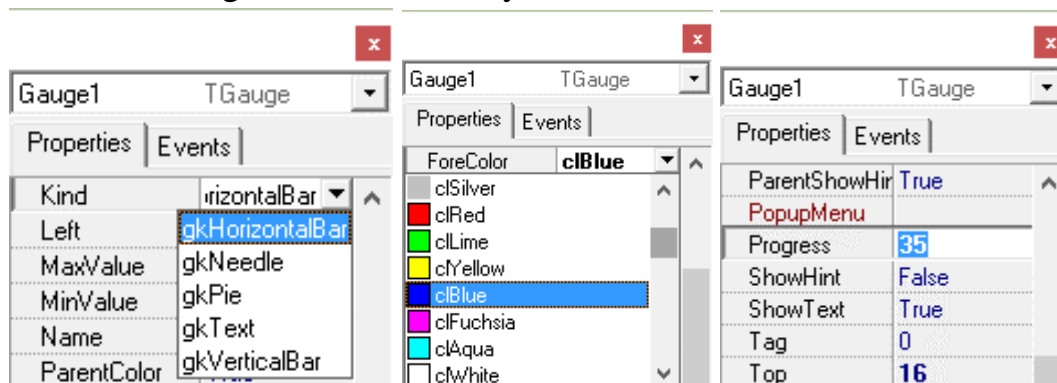 x
Gauge1 TGauge
Properties Events
Kind rizontalBar
Left gkHorizontalBar
MaxValue gkNeedle
MinValue gkPie
Name gkText
ParentColor gkVerticalBar
x
Gauge1 TGauge
Properties Events
ForeColor clBlue
clSilver
clRed
clLime
clYellow
clBlue
clFuchsia
clAqua
clWhite
x
Gauge1 TGauge
Properties Events
ParentShowHin True
PopupMenu
Progress 35
ShowHint False
ShowText True
Tag 0
Top 16